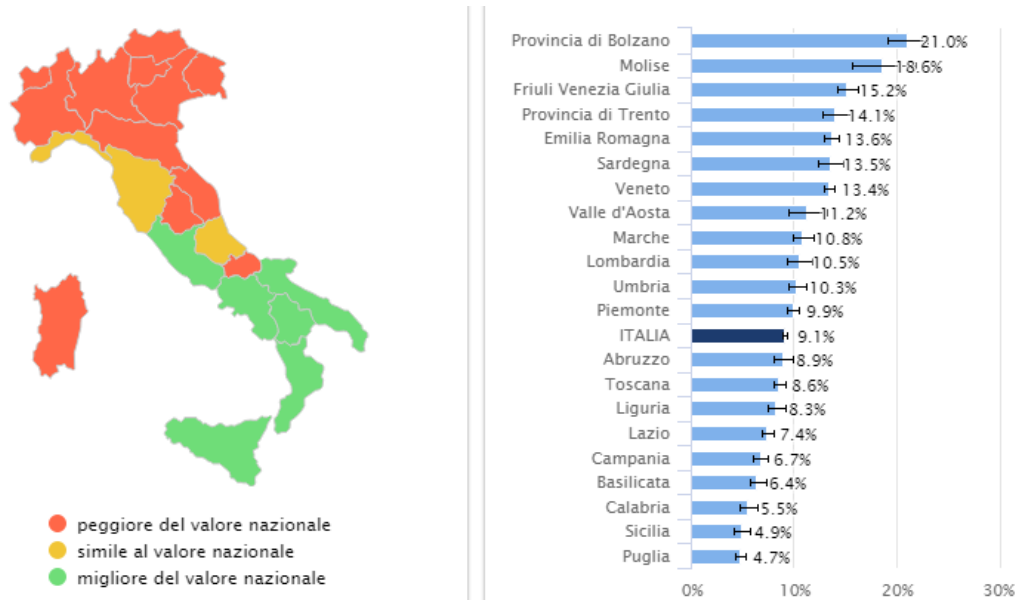 peggiore del valore nazionale
simile al valore nazionale
migliore del valore nazionale
Provincia di Bolzano 21.0%
Molise 18.6%
Friuli Venezia Giulia 15.2%
Provincia di Trento 14.1%
Emilia Romagna 13.6%
Sardegna 13.5%
Veneto 13.4%
Valle d'Aosta 11.2%
Marche 10.8%
Lombardia 10.5%
Umbria 10.3%
Piemonte 9.9%
ITALIA 9.1%
Abruzzo 8.9%
Toscana 8.6%
Liguria 8.3%
Lazio 7.4%
Campania 6.7%
Basilicata 6.4%
Calabria 5.5%
Sicilia 4.9%
Puglia 4.7%
0% 10% 20% 30%